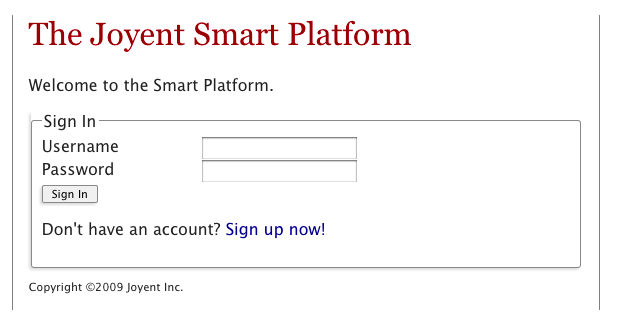 The Joyent Smart Platform
Welcome to the Smart Platform.
Sign In
Username
Password
Sign In
Don't have an account? Sign up now!
Copyright ©2009 Joyent Inc.